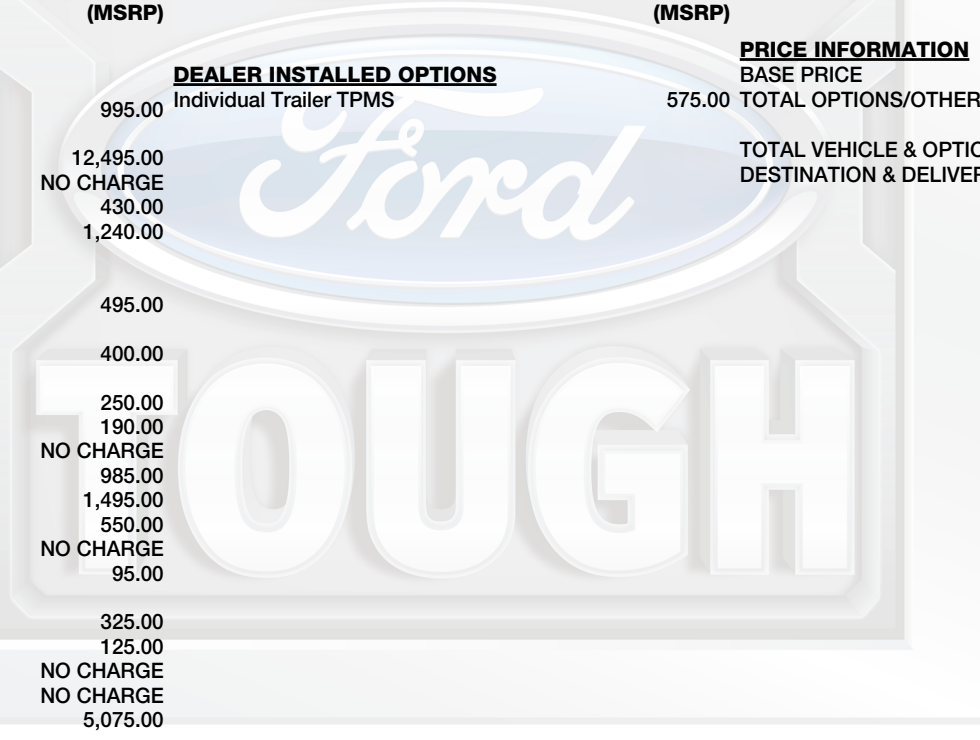 (MSRP)
995.00
12,495.00
NO CHARGE
430.00
1,240.00
495.00
400.00
250.00
190.00
NO CHARGE
985.00
1,495.00
550.00
NO CHARGE
95.00
325.00
125.00
NO CHARGE
NO CHARGE
5,075.00
(MSRP)
DEALER INSTALLED OPTIONS
Individual Trailer TPMS 575.00
PRICE INFORMATION
BASE PRICE
TOTAL OPTIONS/OTHER
TOTAL VEHICLE & OPTIO
DESTINATION & DELIVER
Ford
TOUGH